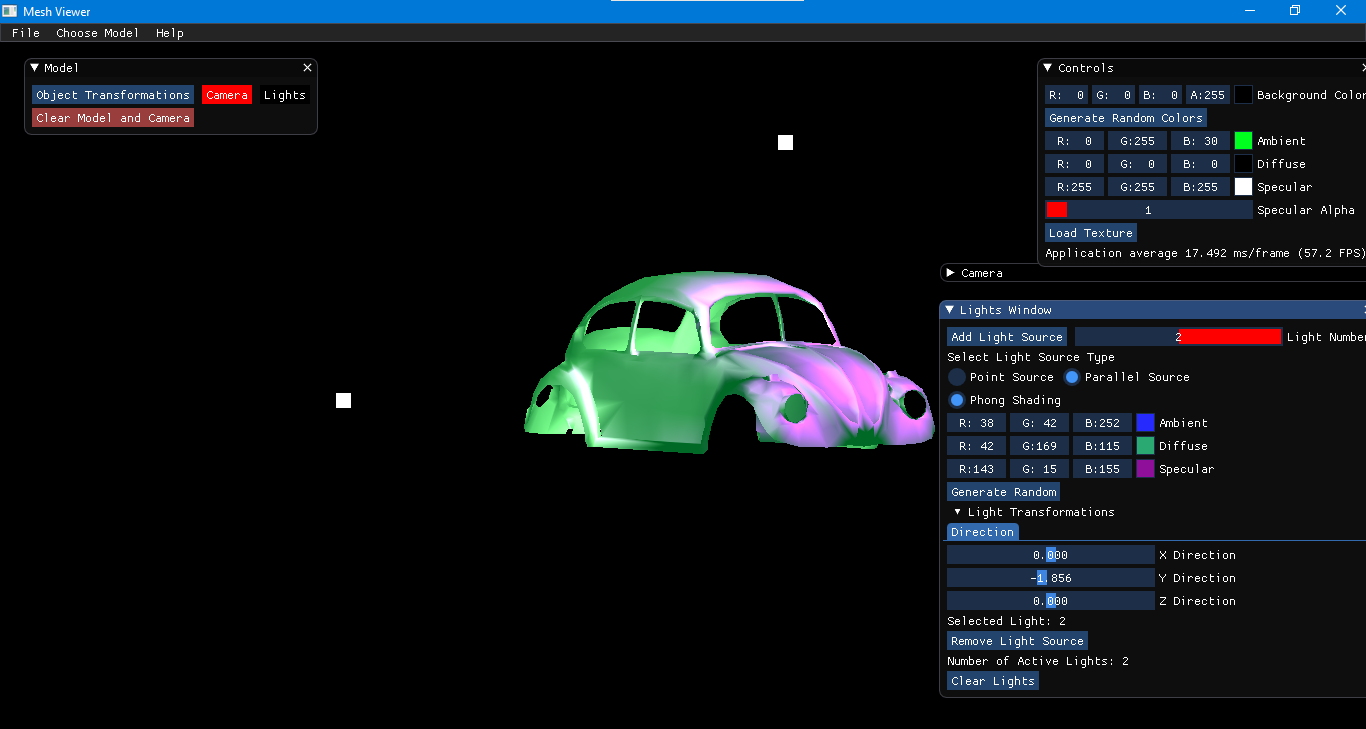 Mesh Viewer
File Choose Model Help
Model
Object Transformations Camera Lights
Clear Model and Camera
Controls
R: 0 G: 0 B: 0 A:255 Background Color
Generate Random Colors
R: 0 G:255 B: 30 Ambient
R: 0 G: 0 B: 0 Diffuse
R:255 G:255 B:255 Specular
1 Specular Alpha
Load Texture
Application average 17.492 ms/frame (57.2 FPS)
Camera
Lights Window
Add Light Source 2 Light Number
Select Light Source Type
Point Source Parallel Source
Phong Shading
R: 38 G: 42 B:252 Ambient
R: 42 G:169 B:115 Diffuse
R:143 G: 15 B:155 Specular
Generate Random
Light Transformations
Direction
0.000 X Direction
-1.856 Y Direction
0.000 Z Direction
Selected Light: 2
Remove Light Source
Number of Active Lights: 2
Clear Lights